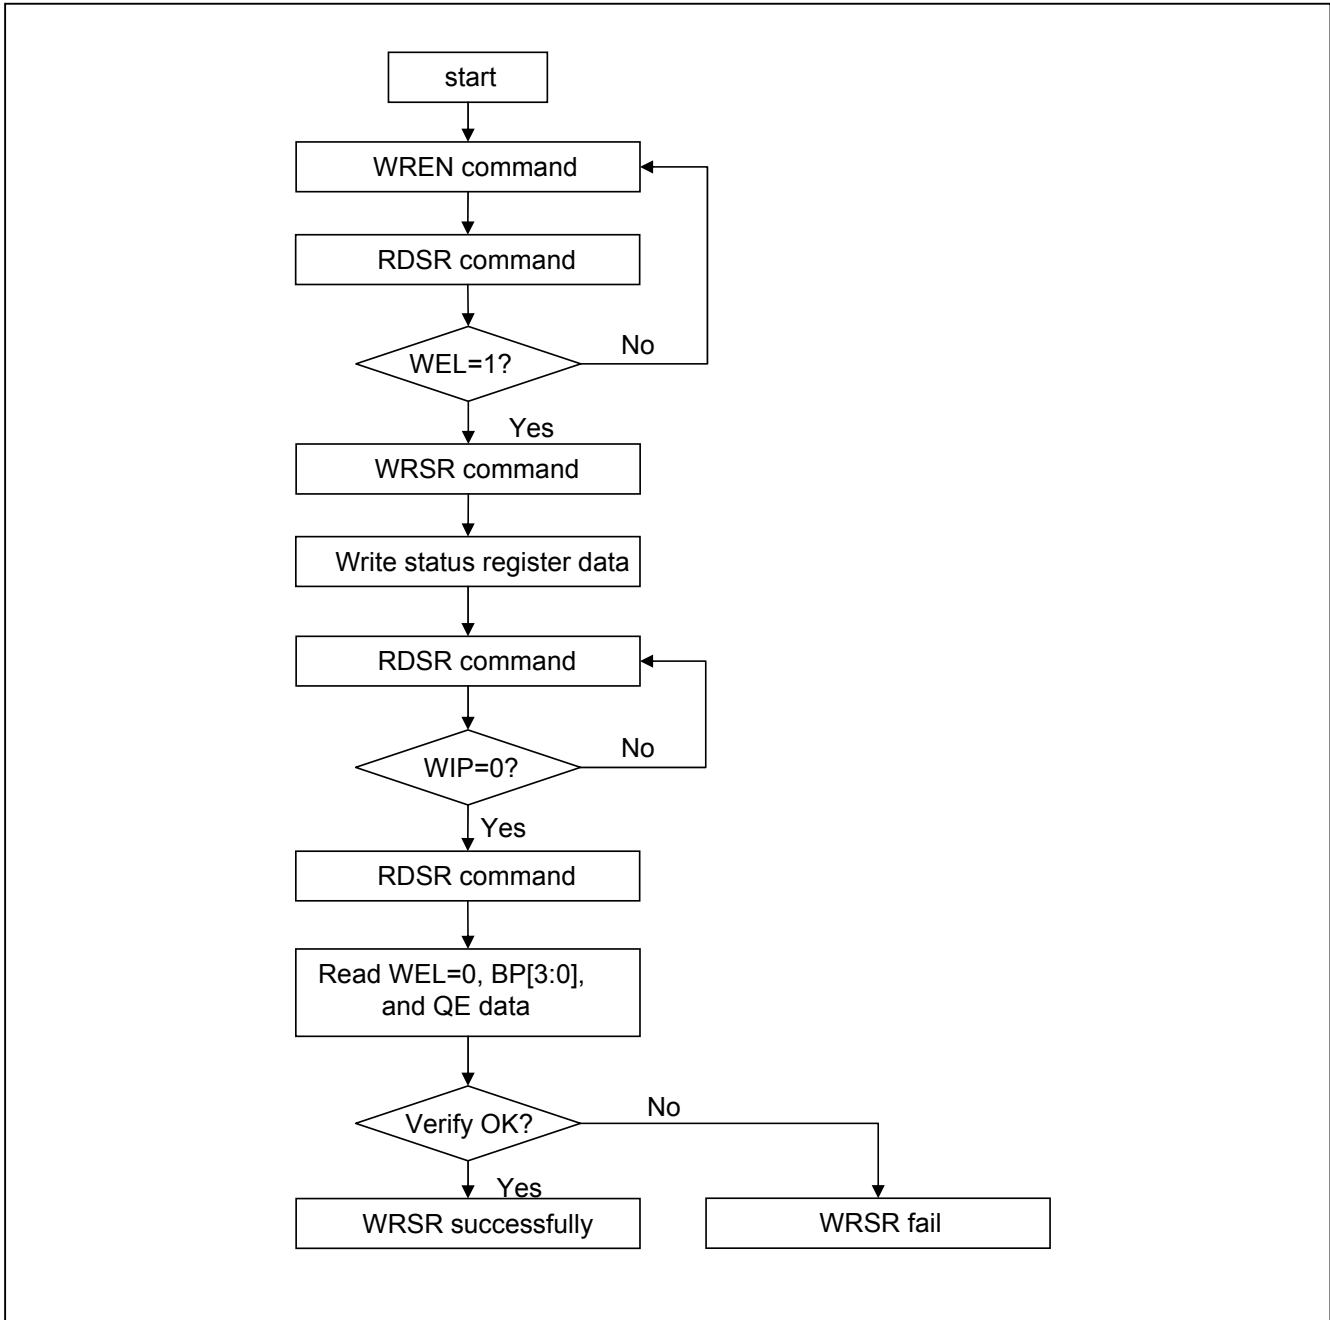 start
WREN command
RDSR command
WEL=1?
No
Yes
WRSR command
Write status register data
RDSR command
WIP=0?
No
Yes
RDSR command
Read WEL=0, BP[3:0],
and QE data
Verify OK?
No
Yes
WRSR successfully
WRSR fail